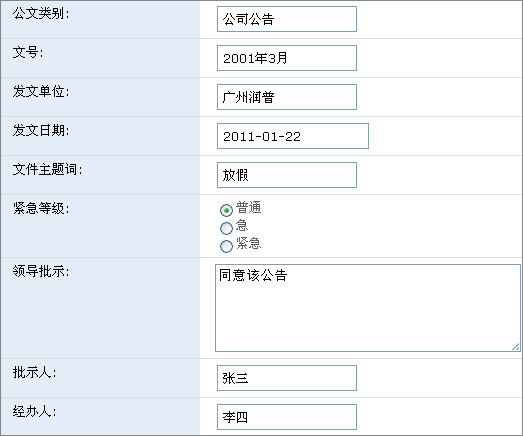 公文类别: 公司公告
文号: 2001年3月
发文单位: 广州润普
发文日期: 2011-01-22
文件主题词: 放假
紧急等级: 普通
急
紧急
领导批示: 同意该公告
批示人: 张三
经办人: 李四